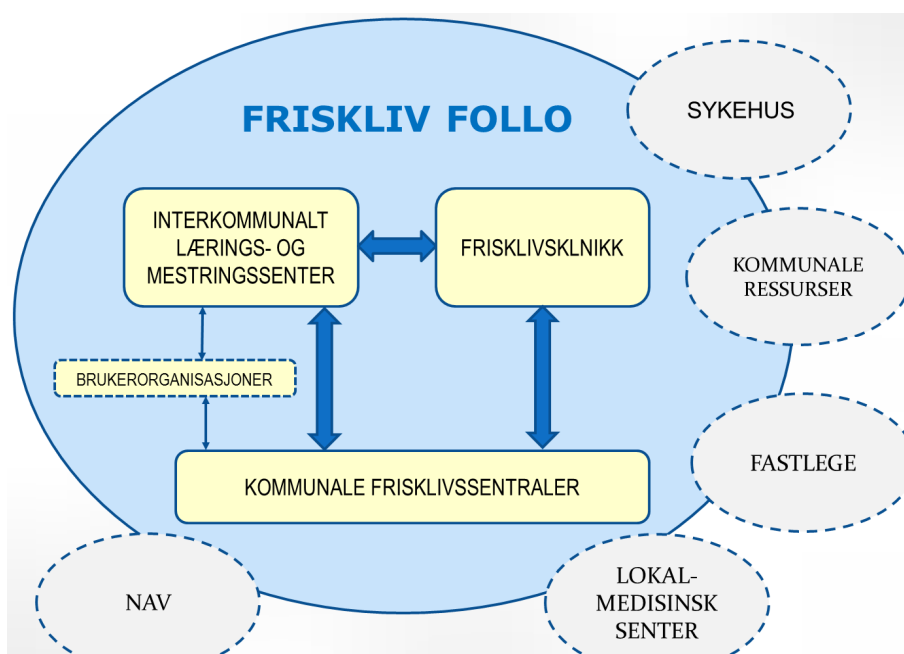 FRISKLIV FOLLO
SYKEHUS
INTERKOMMUNALT
LÆRINGS- OG
MESTRINGSSENTER
FRISKLIVSKLNIKK
KOMMUNALE
RESSURSER
BRUKERORGANISASJONER
FASTLEGE
KOMMUNALE FRISKLIVSSENTRALER
NAV
LOKAL-
MEDISINSK
SENTER